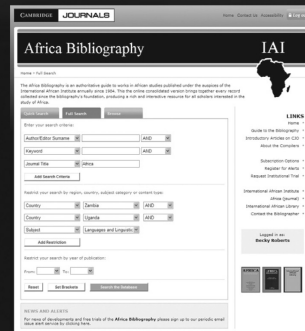 CAMBRIDGE JOURNALS
Home Contact Us Accessibility Log in
Africa Bibliography
IAI
Home > Full Search
The Africa Bibliography is an authoritative guide to works in African studies published under the auspices of the
International African Institute annually since 1984. This the online consolidated version brings together every record
collected since the bibliography's foundation, producing a rich and interactive resource for all scholars interested in the
study of Africa.
Quick Search Full Search Browse
Enter your search criteria:
Author/Editor Surname AND
Keyword AND
Journal Title Africa
Add Search Criteria
Restrict your search by region, country, subject category or content type:
Country Zambia AND
Country Uganda AND
Subject Languages and Linguistic
Add Restriction
Restrict your search by year of publication:
From: To:
Reset Set Brackets Search the Database
NEWS AND ALERTS
For news of developments and free trials of the Africa Bibliography please sign up to our periodic email
issue alert service by clicking here.
LINKS
Home
Guide to the Bibliography
Introductory Articles on CJO
About the Compilers
Subscription Options
Register for Alerts
Request Institutional Trial
International African Institute
Africa (journal)
International African Library
Contact the Bibliographer
Logged in as:
Becky Roberts